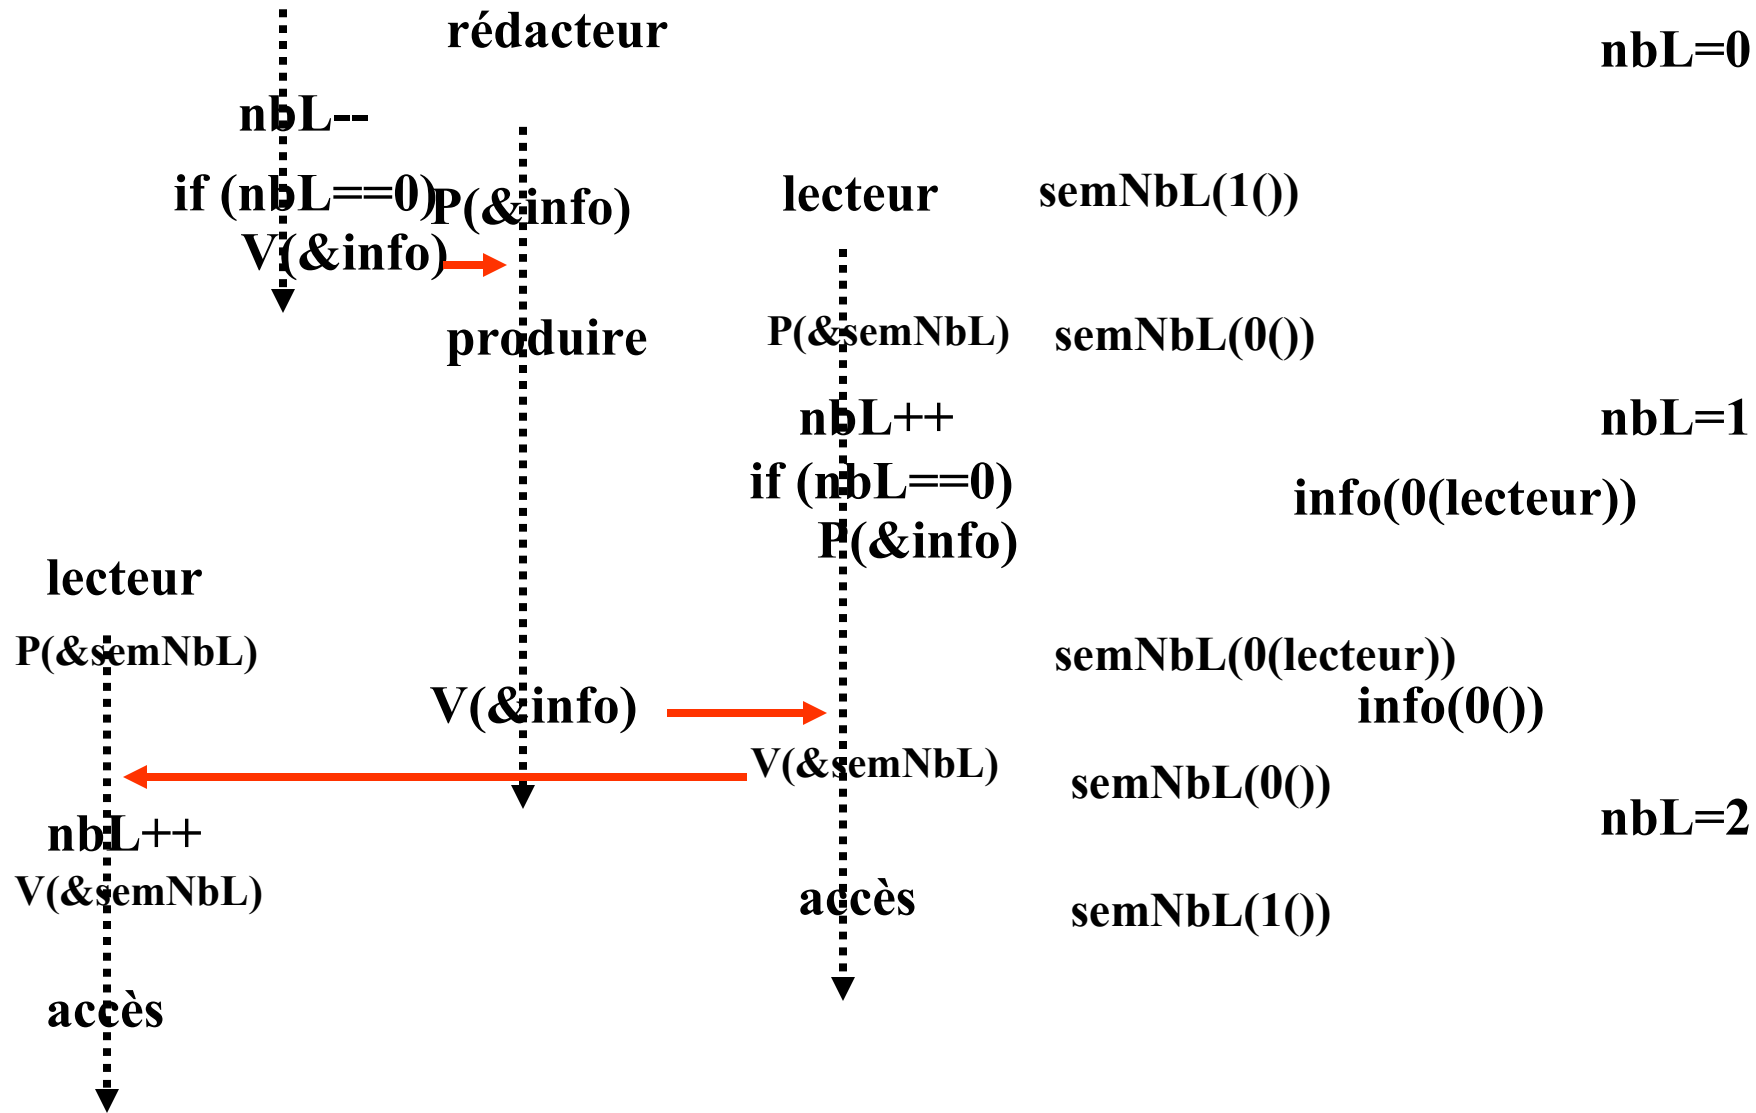 rédacteur
nbL=0
nbL--
if (nbL==0)
P(&info)
lecteur
semNbL(1())
V(&info)
produire
P(&semNbL)
semNbL(0())
nbL++
nbL=1
if (nbL==0)
info(0(lecteur))
P(&info)
lecteur
P(&semNbL)
semNbL(0(lecteur))
V(&info)
info(0())
V(&semNbL)
semNbL(0())
nbL++
nbL=2
V(&semNbL)
accès
semNbL(1())
accès